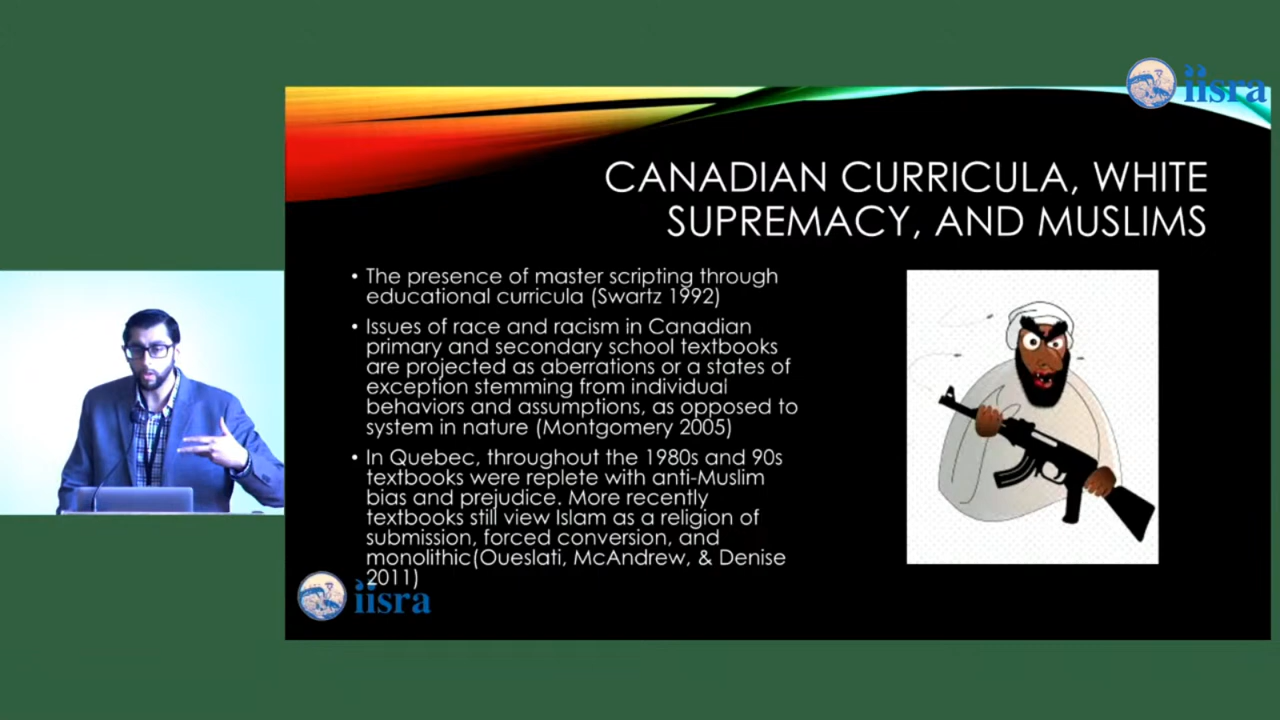 iisra
CANADIAN CURRICULA, WHITE
SUPREMACY, AND MUSLIMS
• The presence of master scripting through
educational curricula (Swartz 1992)
• Issues of race and racism in Canadian
primary and secondary school textbooks
are projected as aberrations or a states of
exception stemming from individual
behaviors and assumptions, as opposed to
system in nature (Montgomery 2005)
• In Quebec, throughout the 1980s and 90s
textbooks were replete with anti-Muslim
bias and prejudice. More recently
textbooks still view Islam as a religion of
submission, forced conversion, and
monolithic(Oueslati, McAndrew, & Denise
2011)
iisra